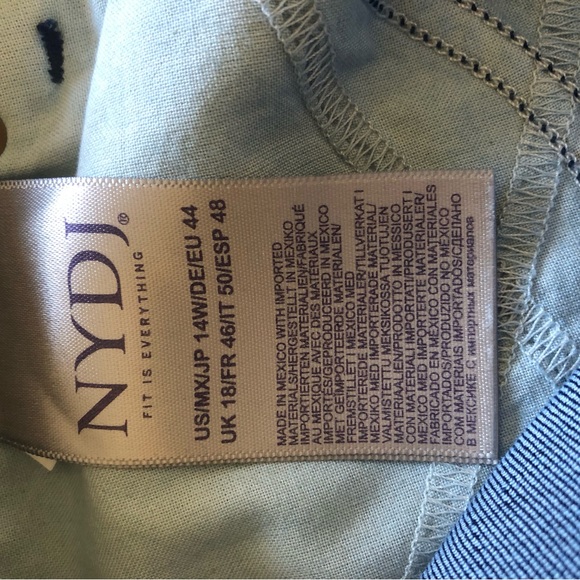 NYDJ®
FIT IS EVERYTHING
US/MX/JP 14W/DE/EU 44
UK 18/FR 46/IT 50/ESP 48
MADE IN MEXICO WITH IMPORTED
MATERIALS/HERGESTELLT IN MEXIKO
IMPORTIERTEN MATERIALIEN/FABRIQUÉ
AU MEXIQUE AVEC DES MATÉRIAUX
IMPORTÉS/GEPRODUCEERD IN MEXICO
MET GEÏMPORTEERDE MATERIALEN/
FREMSTILLET I MEXICO MED
IMPORTEREDE MATERIALER/TILLVERKAT I
MEXIKO MED IMPORTERADE MATERIAL/
VALMISTETTU MEKSIKOSSA TUOTUJEN
MATERIAALIEN/PRODOTTO IN MESSICO
CON MATERIALI IMPORTATE PRODUSERT I
MEXICO MED IMPORTERT MATERIALE/
FABRICADO EN MÉXICO CON MATERIALES
IMPORTADOS/PRODUZIDO NO MÉXICO
COM MATERIAIS IMPORTADOS/СДЕЛАНО
В МЕКСИКЕ С импортных материалов